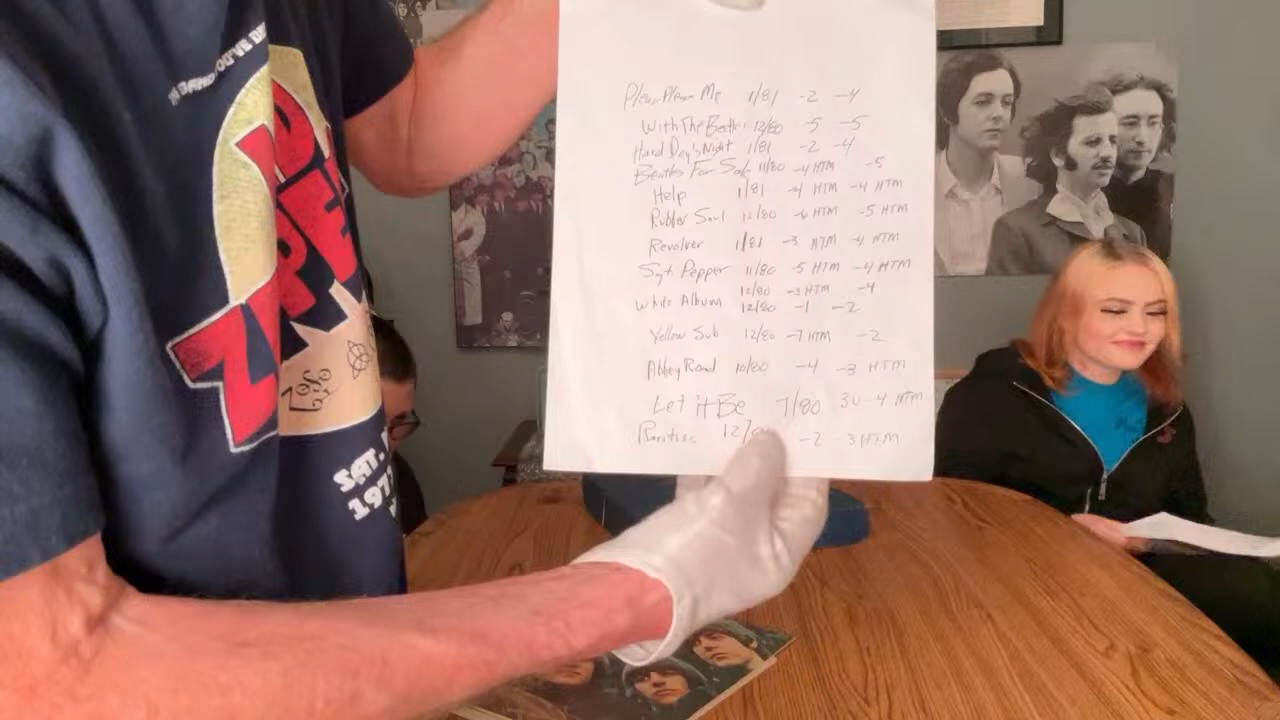 Please Please Me 1/81 -2 -4
With The Beatles 12/80 -5 -5
Hard Day's Night 1/81 -2 -4
Beatles For Sale 11/80 -4 HTM -5
Help 1/81 -4 HTM -4 HTM
Rubber Soul 12/80 -6 HTM -5 HTM
Revolver 1/81 -3 HTM -4 HTM
Sgt. Pepper 11/80 -5 HTM -4 HTM
12/80 -3 HTM -4
White Album 12/80 -1 -2
Yellow Sub 12/80 -7 HTM -2
Abbey Road 10/80 -4 -3 HTM
Let it Be 7/80 3U -4 HTM
Rarities 12/80 -2 -3 HTM
SAT.
197